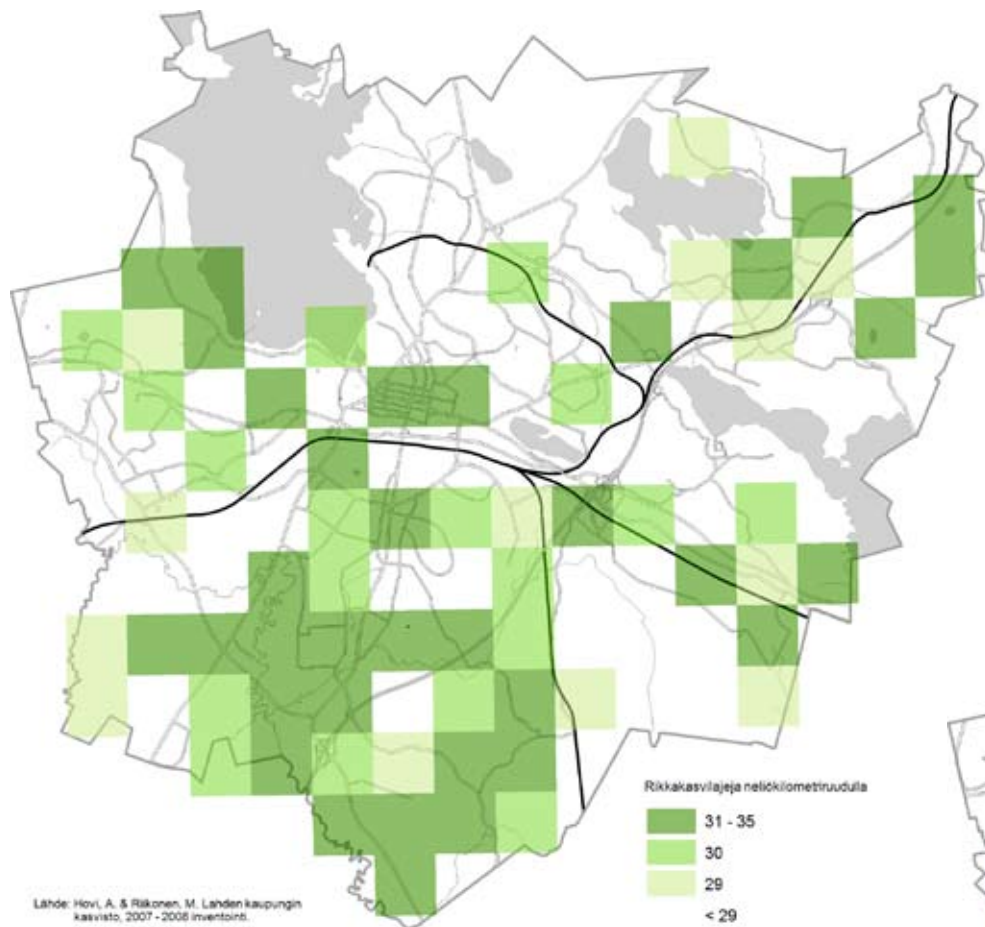 Rikkakasvilajeja neliökilometriruudulla
31 - 35
30
29
< 29
Lähde: Hovi, A. & Riikonen, M. Lahden kaupungin
kasvisto, 2007 - 2008 inventointi.